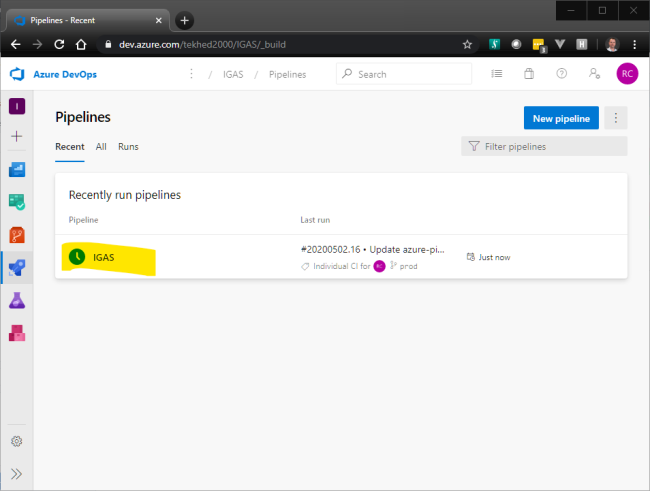 Pipelines - Recent
dev.azure.com/tekhed2000/IGAS/_build
3
H
Azure DevOps
/ IGAS / Pipelines
Search
RC
I
Pipelines
New pipeline
Recent All Runs
Filter pipelines
Recently run pipelines
Pipeline Last run
IGAS
#20200502.16 • Update azure-pi...
Just now
Individual CI for RC prod